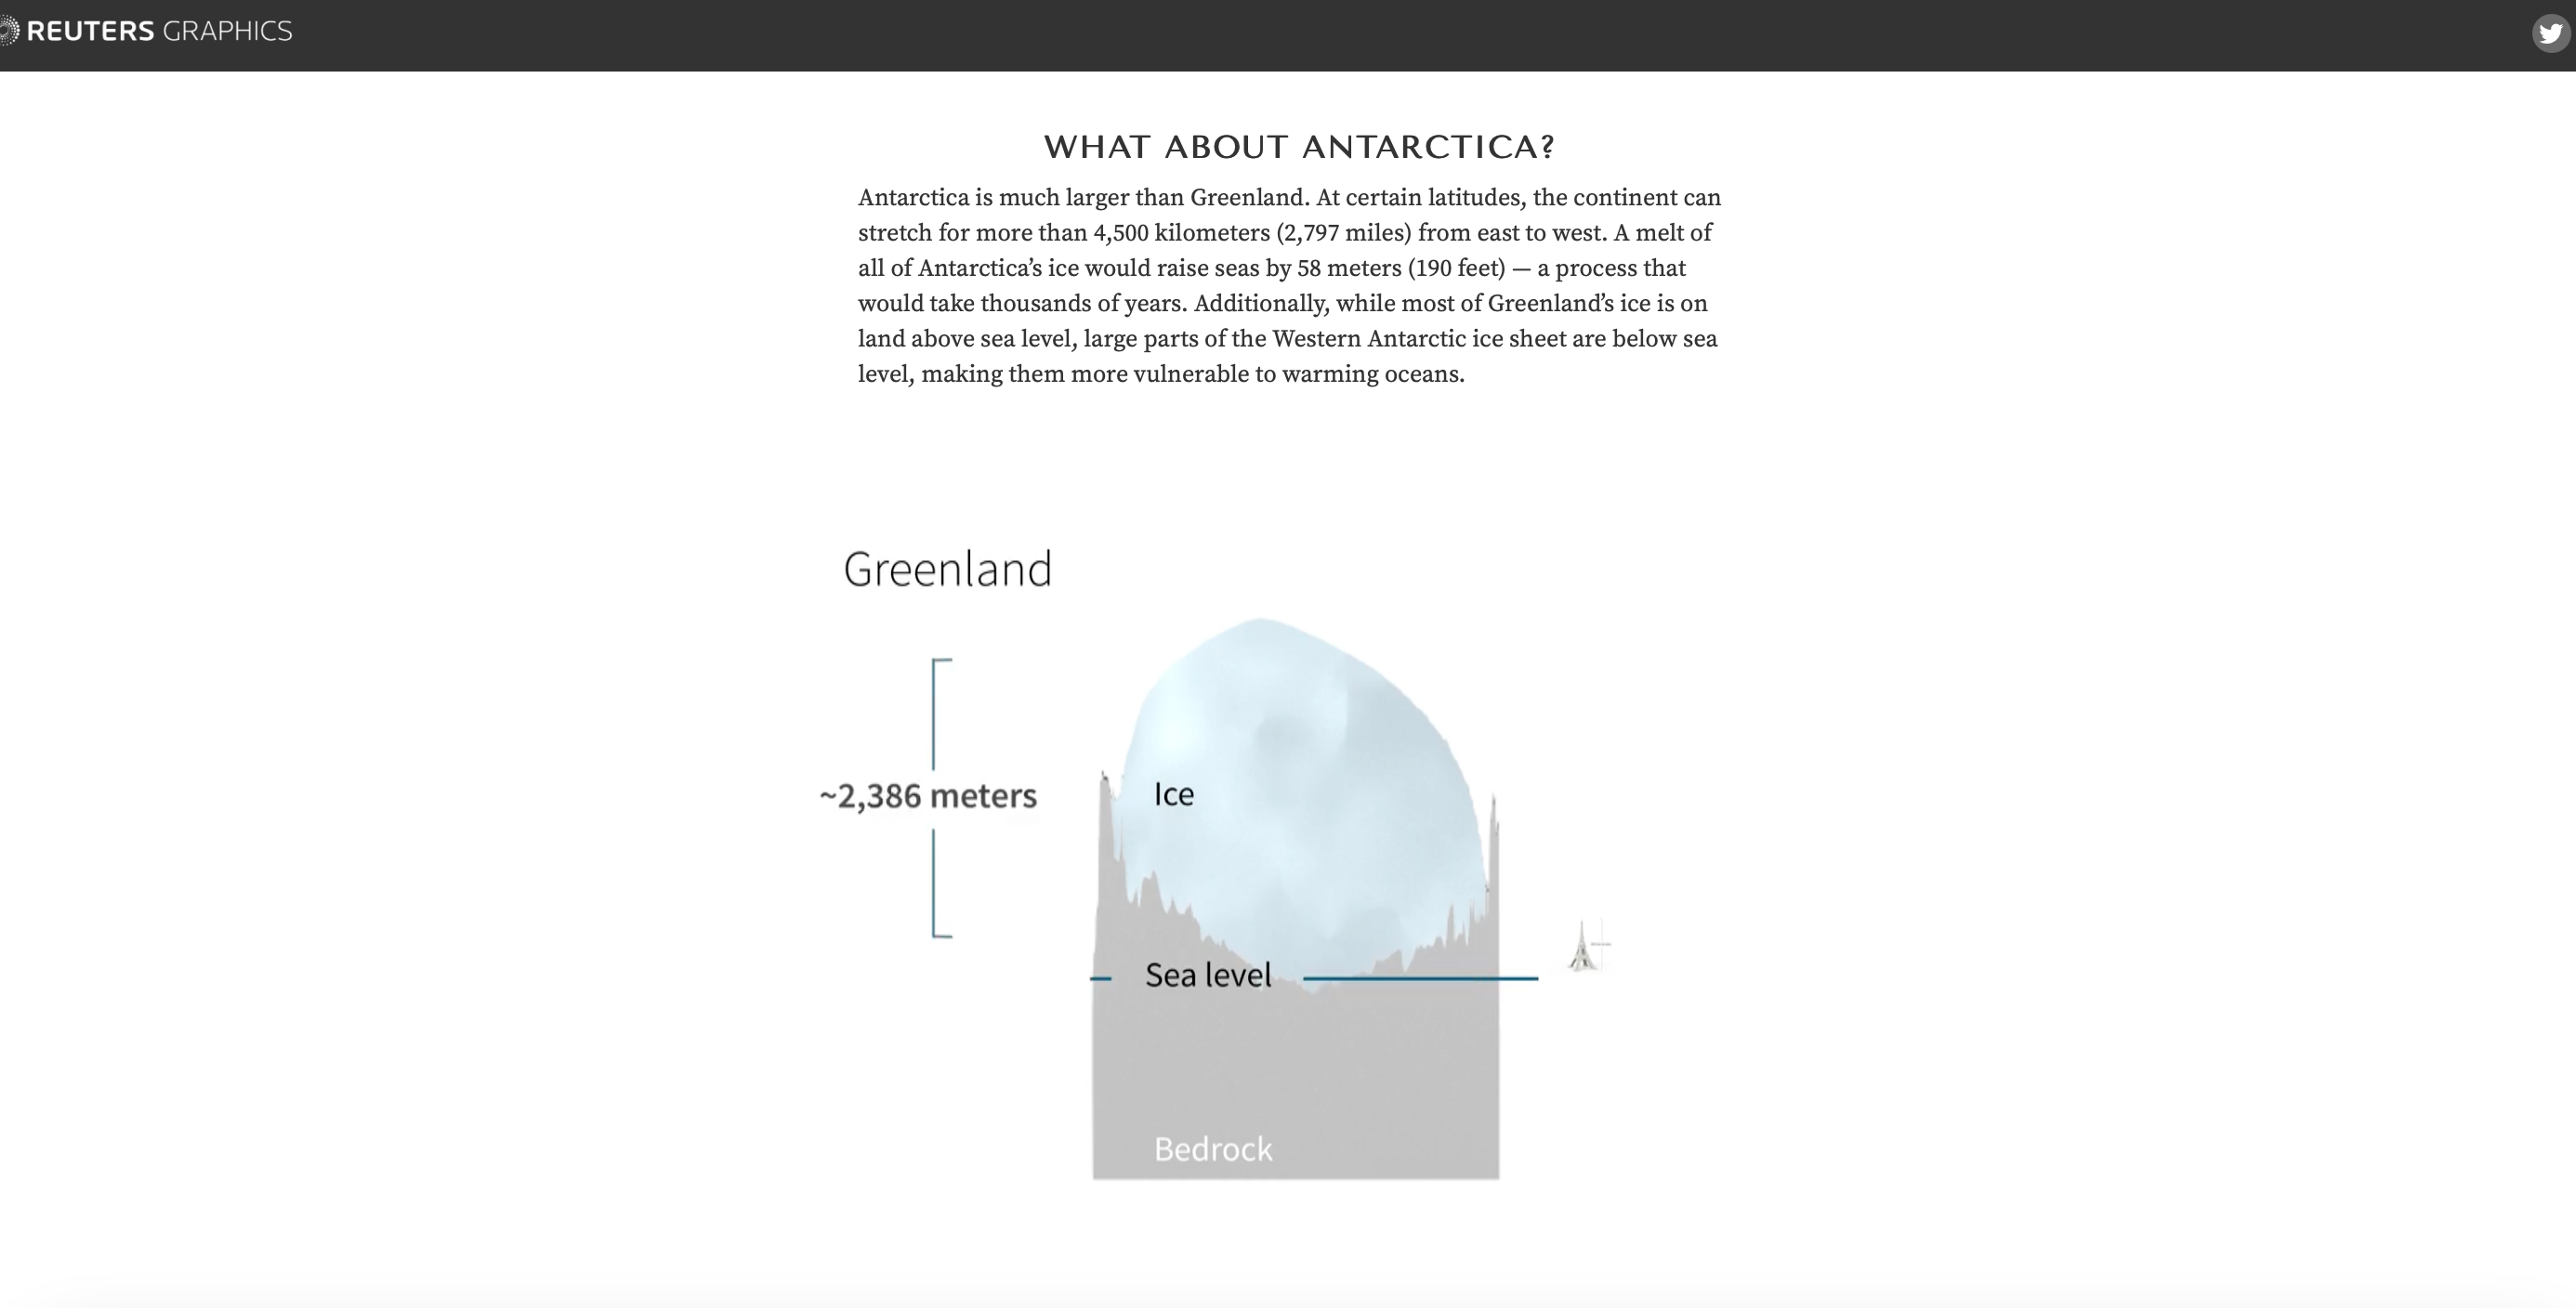 REUTERS GRAPHICS
WHAT ABOUT ANTARCTICA?
Antarctica is much larger than Greenland. At certain latitudes, the continent can
stretch for more than 4,500 kilometers (2,797 miles) from east to west. A melt of
all of Antarctica’s ice would raise seas by 58 meters (190 feet) — a process that
would take thousands of years. Additionally, while most of Greenland’s ice is on
land above sea level, large parts of the Western Antarctic ice sheet are below sea
level, making them more vulnerable to warming oceans.
Greenland
~2,386 meters
Ice
Sea level
Bedrock